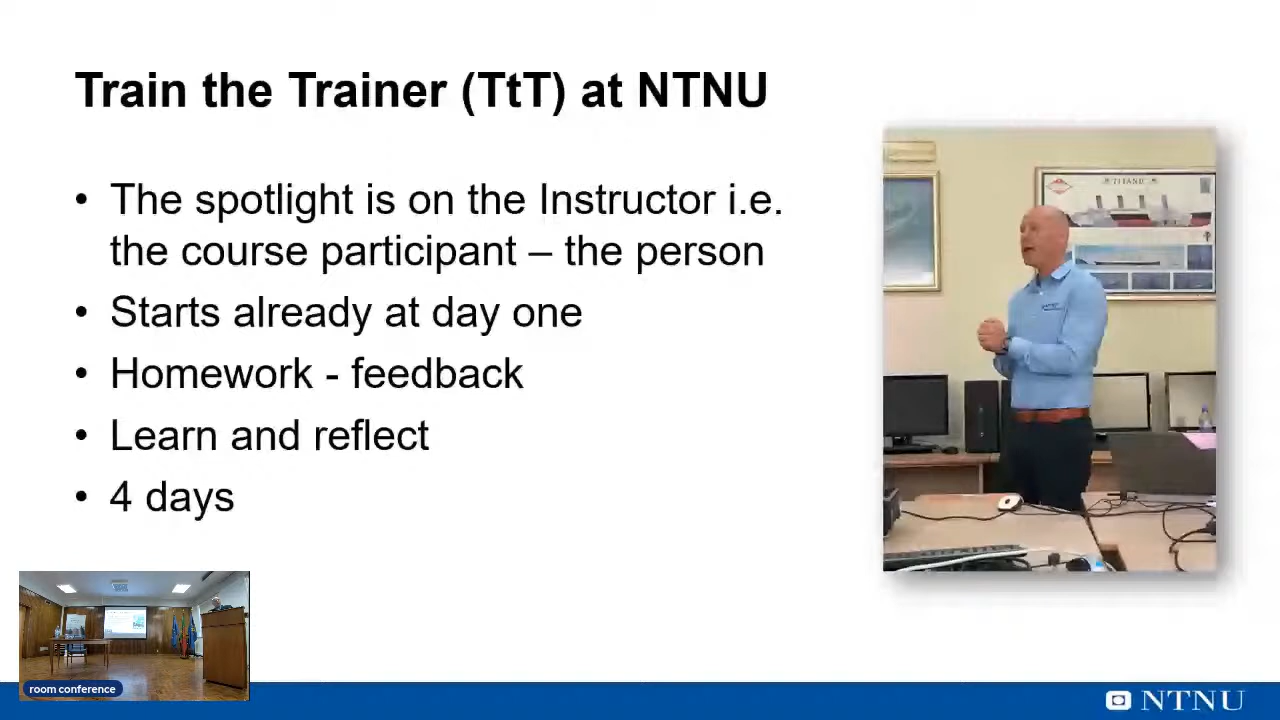 Train the Trainer (TtT) at NTNU
• The spotlight is on the Instructor i.e.
the course participant – the person
• Starts already at day one
• Homework - feedback
• Learn and reflect
• 4 days
TITANIC
room conference
NTNU